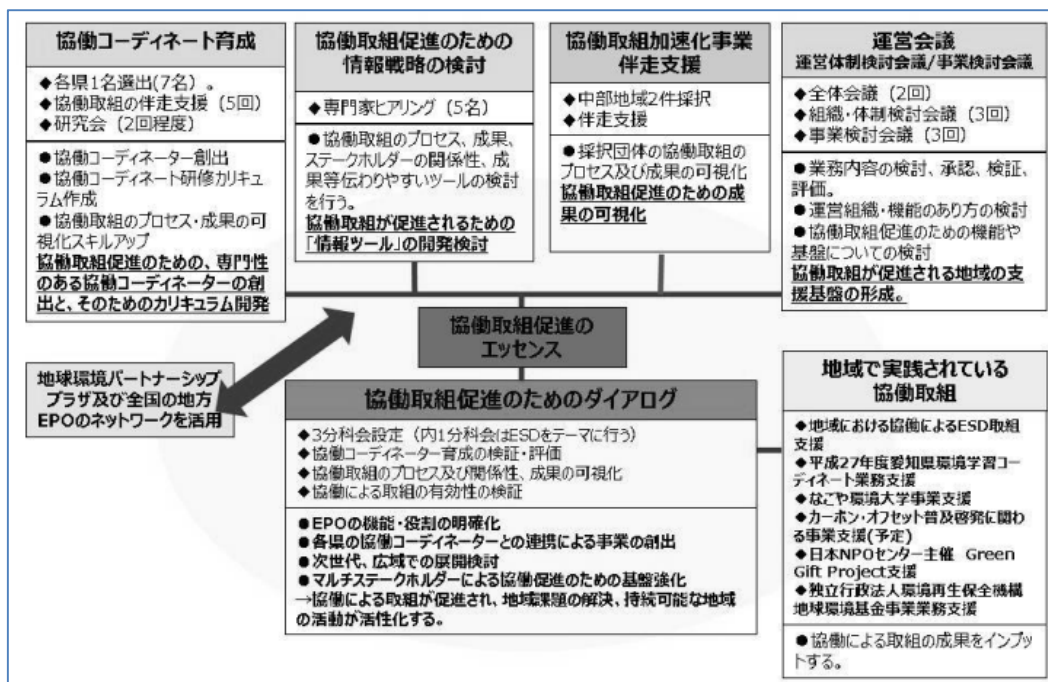 協働コーディネート育成
◆各県1名選出(7名）。
◆協働取組の伴走支援（5回）
◆研究会（2回程度）
●協働コーディネーター創出
●協働コーディネート研修カリキュ
ラム作成
●協働取組のプロセス・成果の可
視化スキルアップ
協働取組促進のための、専門性
のある協働コーディネーターの創
出と、そのためのカリキュラム開発
協働取組促進のための
情報戦略の検討
◆専門家ヒアリング（5名）
●協働取組のプロセス、成果、
ステークホルダーの関係性、成
果等伝わりやすいツールの検討
を行う。
協働取組が促進されるための
「情報ツール」の開発検討
協働取組加速化事業
伴走支援
◆中部地域2件採択
◆伴走支援
●採択団体の協働取組の
プロセス及び成果の可視化
協働取組促進のための成
果の可視化
運営会議
運営体制検討会議/事業検討会議
◆全体会議（2回）
◆組織・体制検討会議（3回）
◆事業検討会議（3回）
●業務内容の検討、承認、検証、
評価。
●運営組織・機能のあり方の検討
●協働取組促進のための機能や
基盤についての検討
協働取組が促進される地域の支
援基盤の形成。
協働取組促進の
エッセンス
地球環境パートナーシップ
プラザ及び全国の地方
EPOのネットワークを活用
協働取組促進のためのダイアログ
◆3分科会設定（内1分科会はESDをテーマに行う）
◆協働コーディネーター育成の検証・評価
◆協働取組のプロセス及び関係性、成果の可視化
◆協働による取組の有効性の検証
●EPOの機能・役割の明確化
●各県の協働コーディネーターとの連携による事業の創出
●次世代、広域での展開検討
●マルチステークホルダーによる協働促進のための基盤強化
→協働による取組が促進され、地域課題の解決、持続可能な地域
の活動が活性化する。
地域で実践されている
協働取組
◆地域における協働によるESD取組
支援
◆平成27年度愛知県環境学習コー
ディネート業務支援
◆なごや環境大学事業支援
◆カーボン・オフセット普及啓発に関わ
る事業支援(予定)
◆日本NPOセンター主催 Green
Gift Project支援
◆独立行政法人環境再生保全機構
地球環境基金事業業務支援
●協働による取組の成果をインプッ
トする。